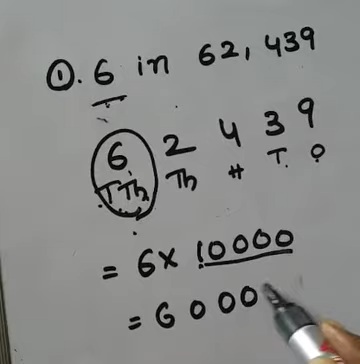 ①. 6 in 62,439
6 2 4 3 9
TTh Th H T. O
= 6 × 10000
= 6000